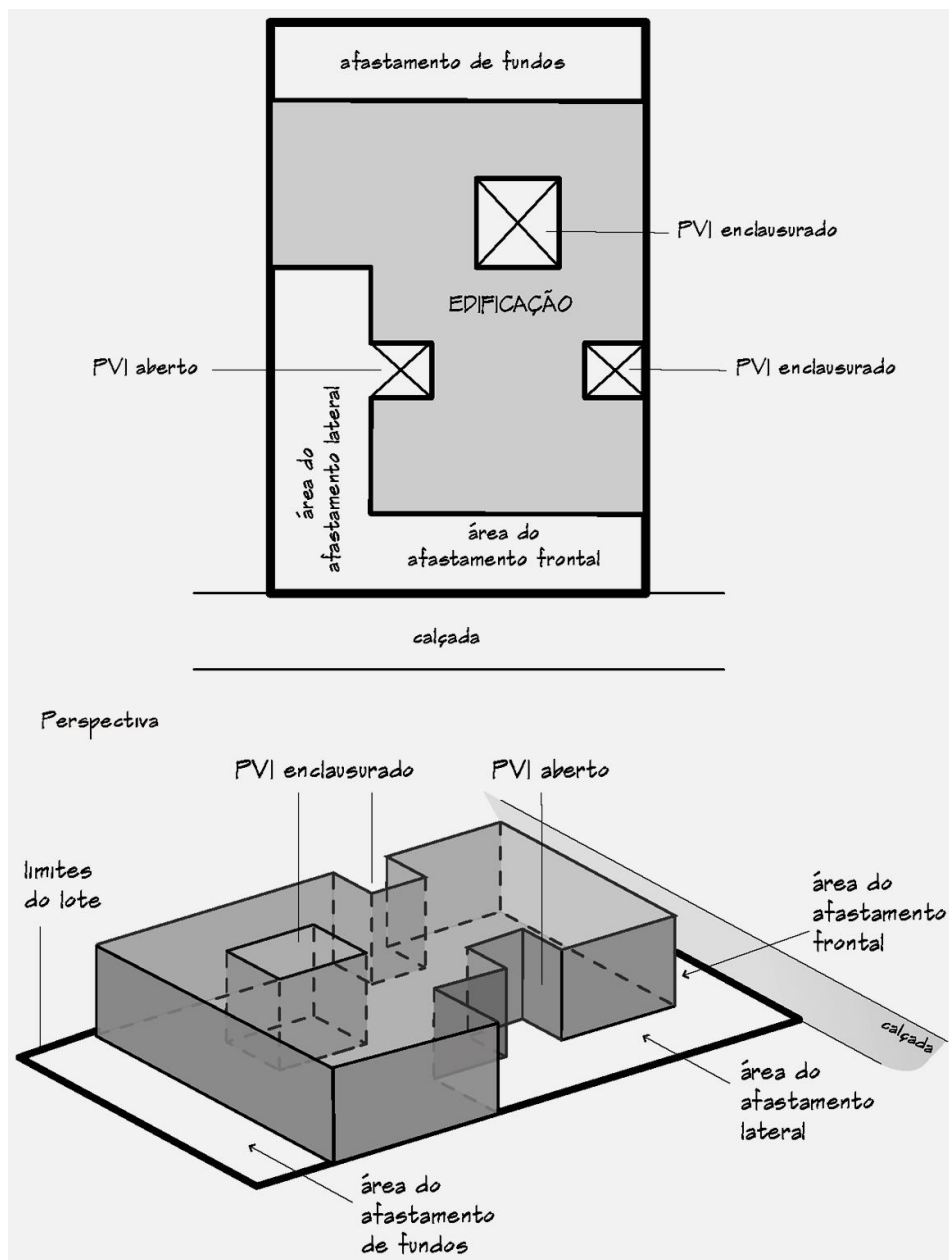 afastamento de fundos
PVI enclausurado
EDIFICAÇÃO
PVI aberto
PVI enclausurado
área do
afastamento lateral
área do
afastamento frontal
calçada
Perspectiva
PVI enclausurado
PVI aberto
limites
do lote
área do
afastamento
frontal
calçada
área do
afastamento
lateral
área do
afastamento
de fundos